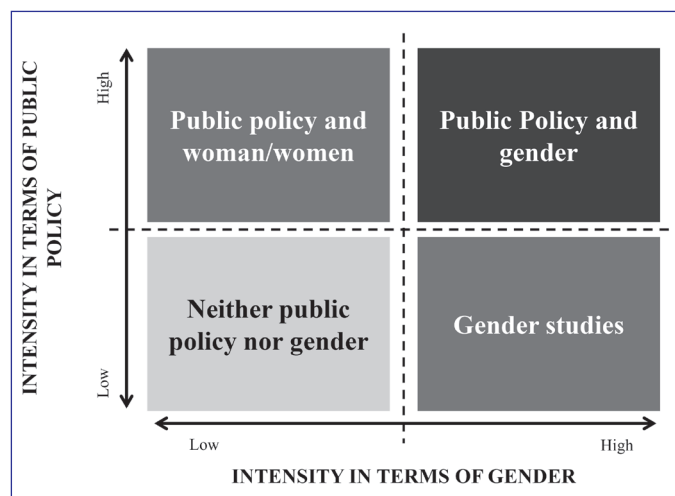 INTENSITY IN TERMS OF PUBLIC
POLICY
High
Low
Public policy and
woman/women
Public Policy and
gender
Neither public
policy nor gender
Gender studies
Low
High
INTENSITY IN TERMS OF GENDER